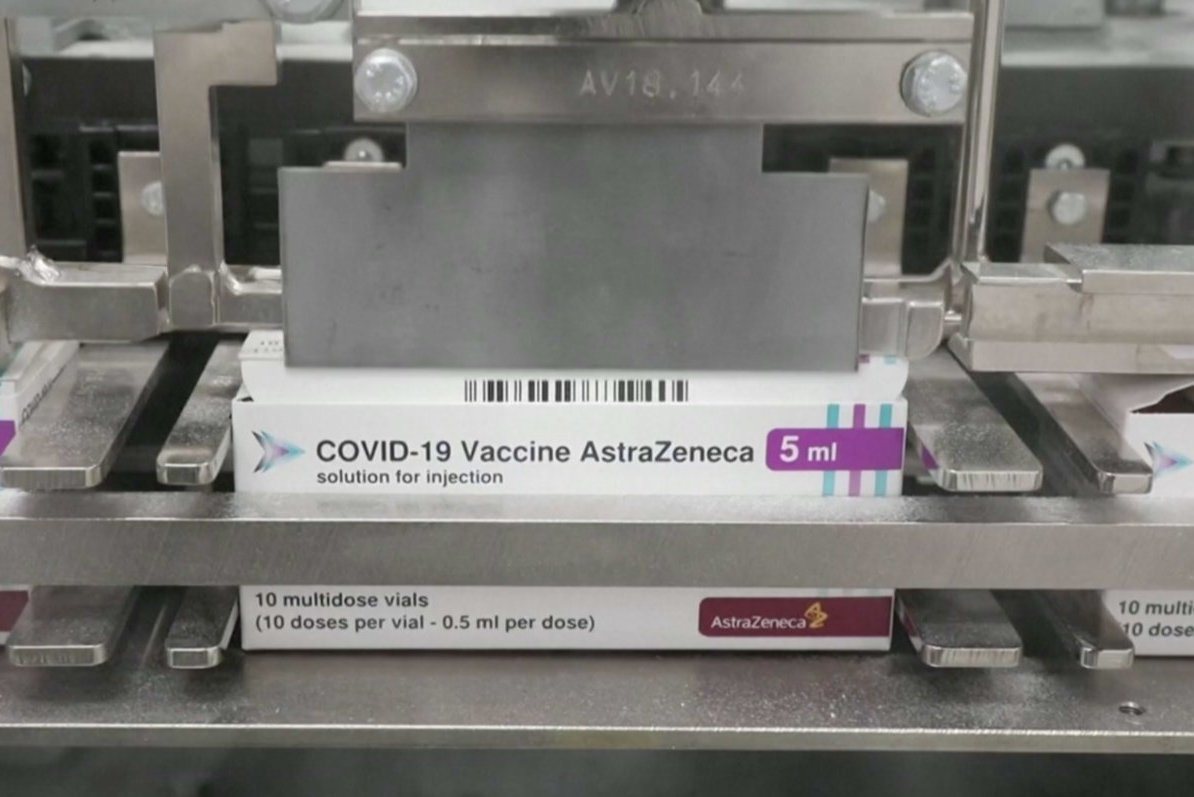 AV18.144
COVID-19 Vaccine AstraZeneca 5 ml
solution for injection
10 multidose vials
(10 doses per vial - 0.5 ml per dose)
AstraZeneca
10 multi
10 dose